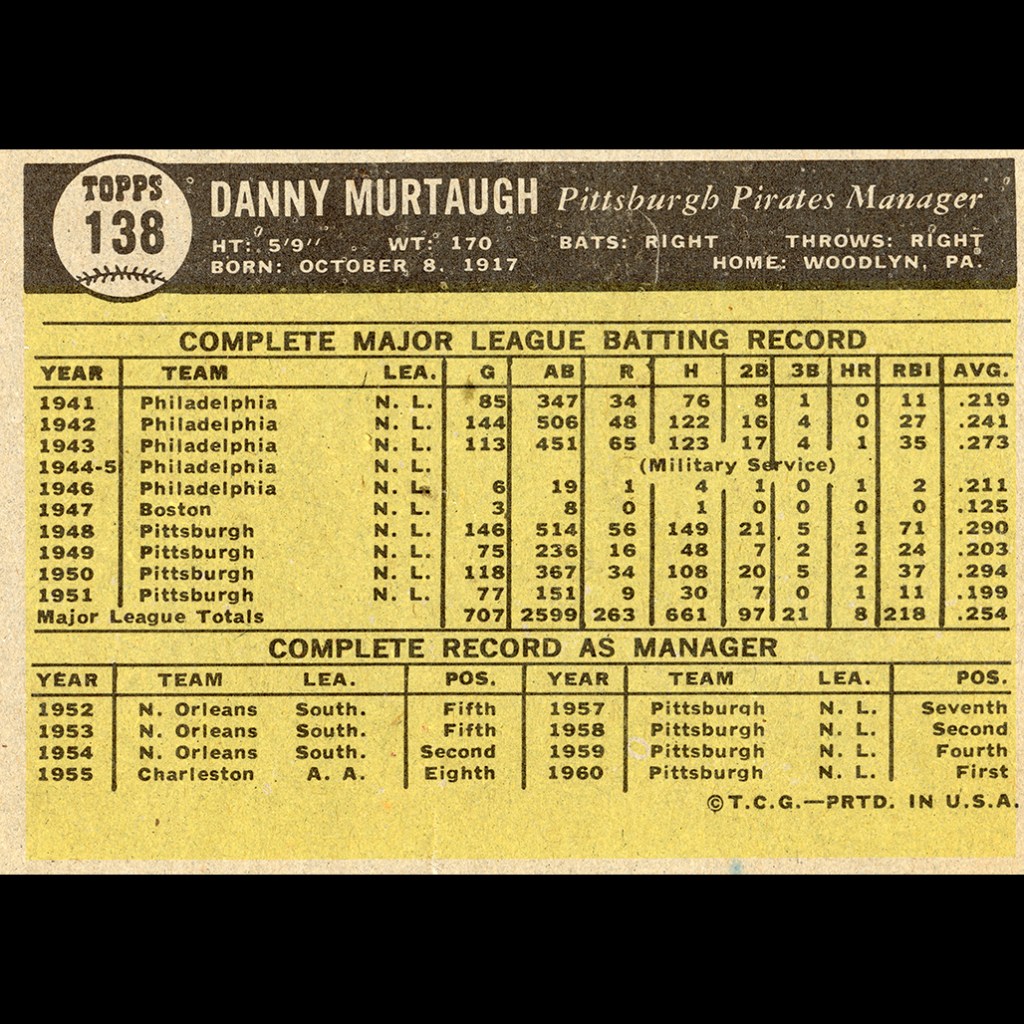 TOPPS
138
DANNY MURTAUGH Pittsburgh Pirates Manager
HT: 5'9" WT: 170 BATS: RIGHT THROWS: RIGHT
BORN: OCTOBER 8, 1917 HOME: WOODLYN, PA.
COMPLETE MAJOR LEAGUE BATTING RECORD
YEAR TEAM LEA. G AB R H 2B 3B HR RBI AVG.
1941 Philadelphia N. L. 85 347 34 76 8 1 0 11 .219
1942 Philadelphia N. L. 144 506 48 122 16 4 0 27 .241
1943 Philadelphia N. L. 113 451 65 123 17 4 1 35 .273
1944-5 Philadelphia N. L. (Military Service)
1946 Philadelphia N. L. 6 19 1 4 1 0 1 2 .211
1947 Boston N. L. 3 8 0 1 0 0 0 0 .125
1948 Pittsburgh N. L. 146 514 56 149 21 5 1 71 .290
1949 Pittsburgh N. L. 75 236 16 48 7 2 2 24 .203
1950 Pittsburgh N. L. 118 367 34 108 20 5 2 37 .294
1951 Pittsburgh N. L. 77 151 9 30 7 0 1 11 .199
Major League Totals 707 2599 263 661 97 21 8 218 .254
COMPLETE RECORD AS MANAGER
YEAR TEAM LEA. POS. YEAR TEAM LEA. POS.
1952 N. Orleans South. Fifth 1957 Pittsburgh N. L. Seventh
1953 N. Orleans South. Fifth 1958 Pittsburgh N. L. Second
1954 N. Orleans South. Second 1959 Pittsburgh N. L. Fourth
1955 Charleston A. A. Eighth 1960 Pittsburgh N. L. First
©T.C.G.—PRTD. IN U.S.A.